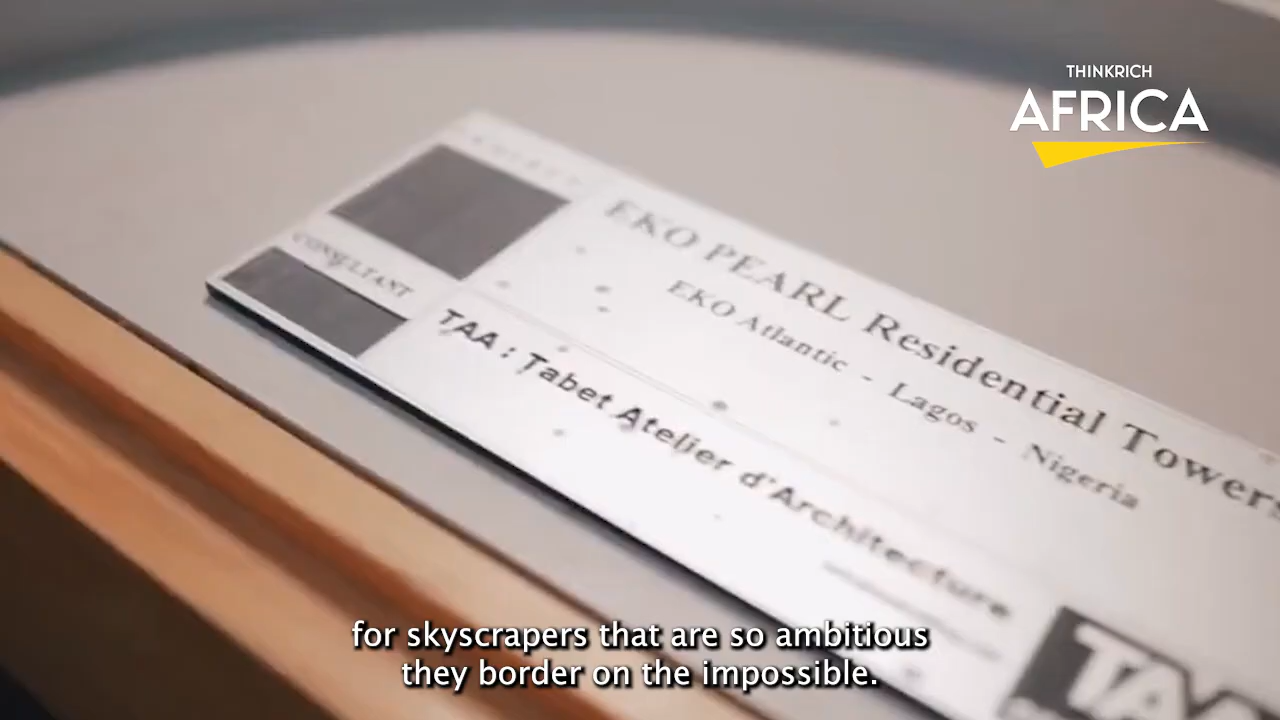 THINKRICH
AFRICA
EKO PEARL Residential Towers
EKO Atlantic - Lagos - Nigeria
CONSULTANT
TAA : Tabet Atelier d'Architecture
TAA
for skyscrapers that are so ambitious
they border on the impossible.